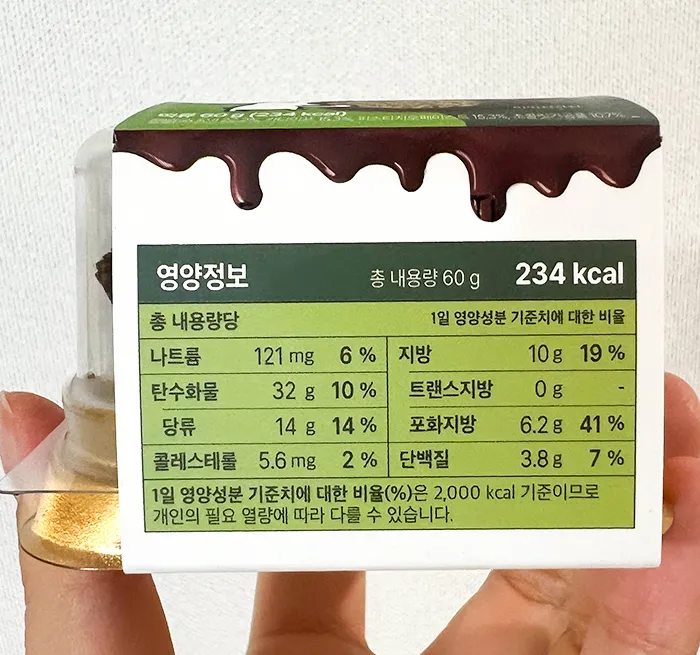 60 g (234 kcal)
15.3%,
영양정보 총 내용량 60 g 234 kcal
총 내용량당 1일 영양성분 기준치에 대한 비율
나트륨 121 mg 6 % 지방 10 g 19 %
탄수화물 32 g 10 % 트랜스지방 0 g -
당류 14 g 14 % 포화지방 6.2 g 41 %
콜레스테롤 5.6 mg 2 % 단백질 3.8 g 7 %
1일 영양성분 기준치에 대한 비율(%)은 2,000 kcal 기준이므로
개인의 필요 열량에 따라 다를 수 있습니다.